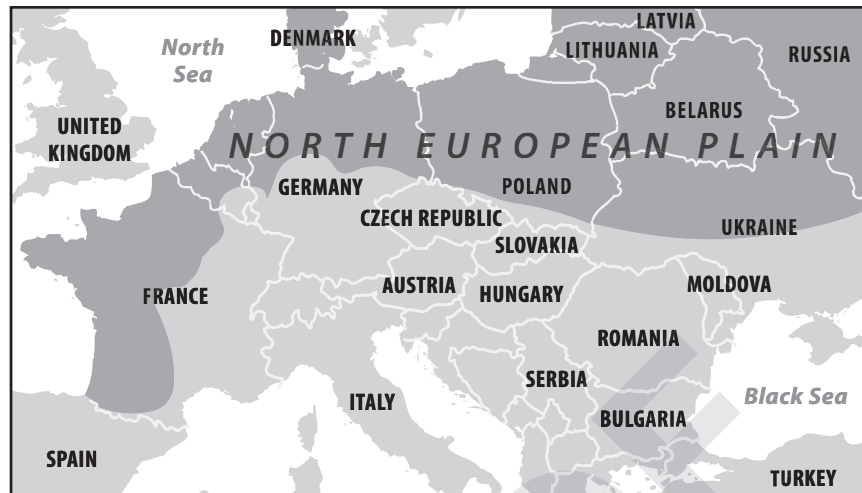 LATVIA
DENMARK
North
Sea
LITHUANIA
RUSSIA
BELARUS
UNITED
KINGDOM
NORTH EUROPEAN PLAIN
GERMANY
POLAND
CZECH REPUBLIC
UKRAINE
SLOVAKIA
AUSTRIA
MOLDOVA
FRANCE
HUNGARY
ROMANIA
SERBIA
Black Sea
ITALY
BULGARIA
SPAIN
TURKEY